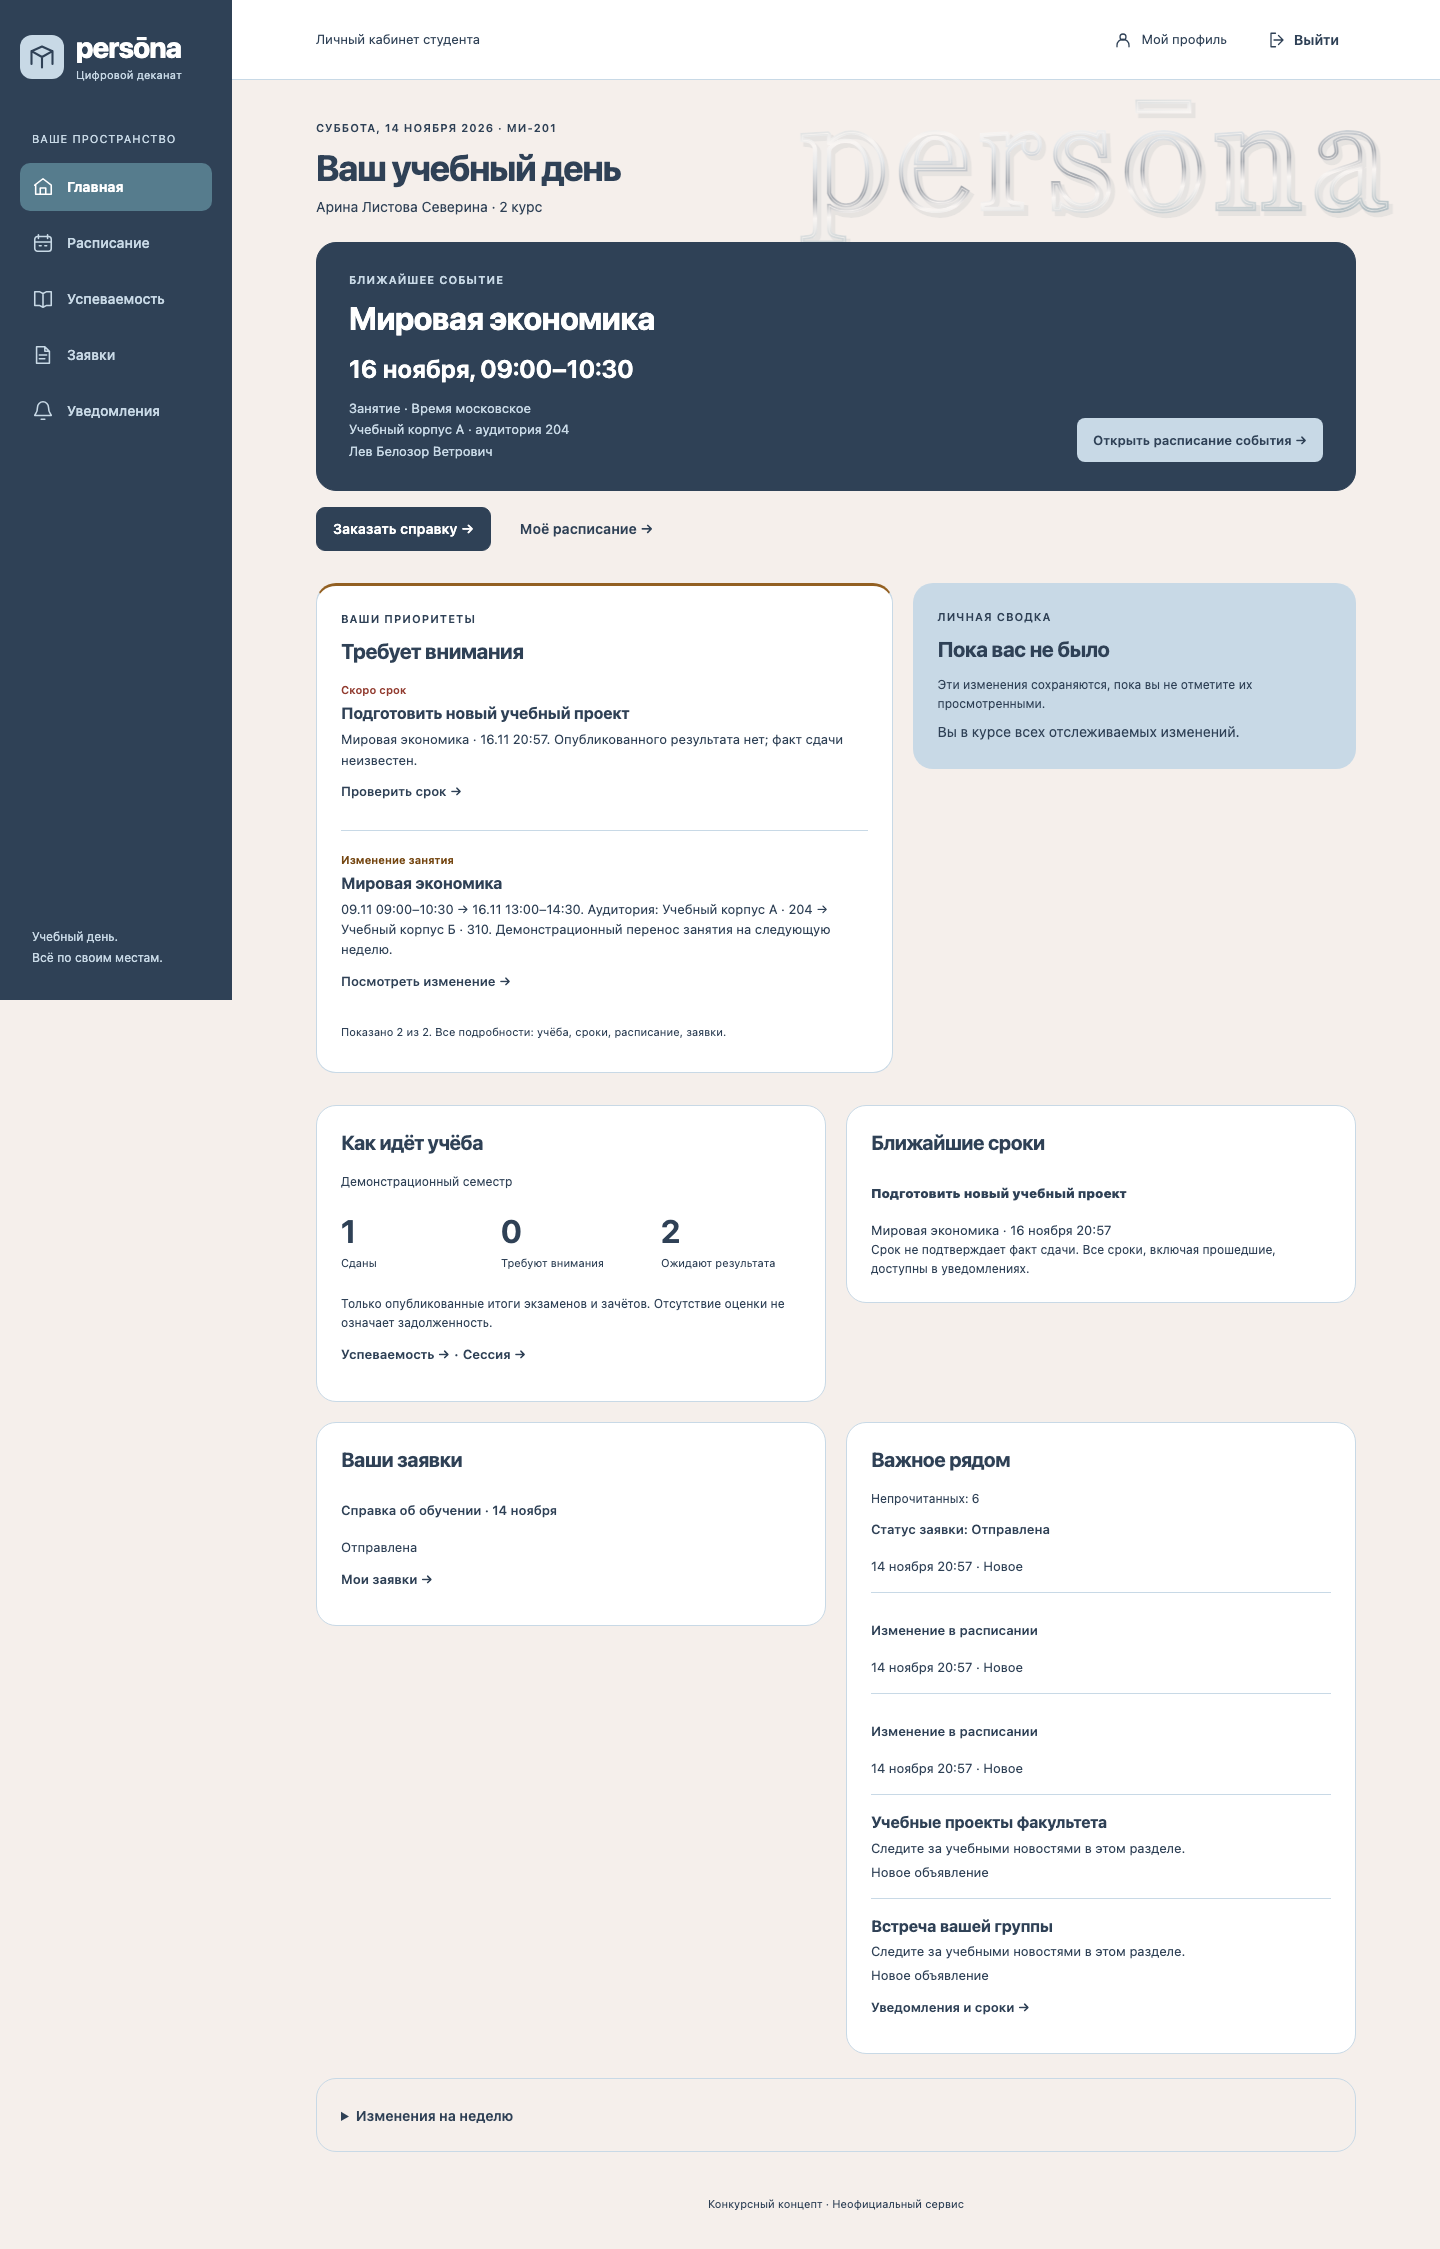 persōna
Цифровой деканат
ВАШЕ ПРОСТРАНСТВО
Главная
Расписание
Успеваемость
Заявки
Уведомления
Учебный день.
Всё по своим местам.
Личный кабинет студента
Мой профиль
Выйти
СУББОТА, 14 НОЯБРЯ 2026 · МИ-201
Ваш учебный день
Арина Листова Северина · 2 курс
persōna
БЛИЖАЙШЕЕ СОБЫТИЕ
Мировая экономика
16 ноября, 09:00–10:30
Занятие · Время московское
Учебный корпус А · аудитория 204
Лев Белозор Ветрович
Открыть расписание события →
Заказать справку →
Моё расписание →
ВАШИ ПРИОРИТЕТЫ
Требует внимания
Скоро срок
Подготовить новый учебный проект
Мировая экономика · 16.11 20:57. Опубликованного результата нет; факт сдачи
неизвестен.
Проверить срок →
Изменение занятия
Мировая экономика
09.11 09:00–10:30 → 16.11 13:00–14:30. Аудитория: Учебный корпус А · 204 →
Учебный корпус Б · 310. Демонстрационный перенос занятия на следующую
неделю.
Посмотреть изменение →
Показано 2 из 2. Все подробности: учёба, сроки, расписание, заявки.
ЛИЧНАЯ СВОДКА
Пока вас не было
Эти изменения сохраняются, пока вы не отметите их
просмотренными.
Вы в курсе всех отслеживаемых изменений.
Как идёт учёба
Демонстрационный семестр
1
Сданы
0
Требуют внимания
2
Ожидают результата
Только опубликованные итоги экзаменов и зачётов. Отсутствие оценки не
означает задолженность.
Успеваемость → · Сессия →
Ближайшие сроки
Подготовить новый учебный проект
Мировая экономика · 16 ноября 20:57
Срок не подтверждает факт сдачи. Все сроки, включая прошедшие,
доступны в уведомлениях.
Ваши заявки
Справка об обучении · 14 ноября
Отправлена
Мои заявки →
Важное рядом
Непрочитанных: 6
Статус заявки: Отправлена
14 ноября 20:57 · Новое
Изменение в расписании
14 ноября 20:57 · Новое
Изменение в расписании
14 ноября 20:57 · Новое
Учебные проекты факультета
Следите за учебными новостями в этом разделе.
Новое объявление
Встреча вашей группы
Следите за учебными новостями в этом разделе.
Новое объявление
Уведомления и сроки →
Изменения на неделю
Конкурсный концепт · Неофициальный сервис